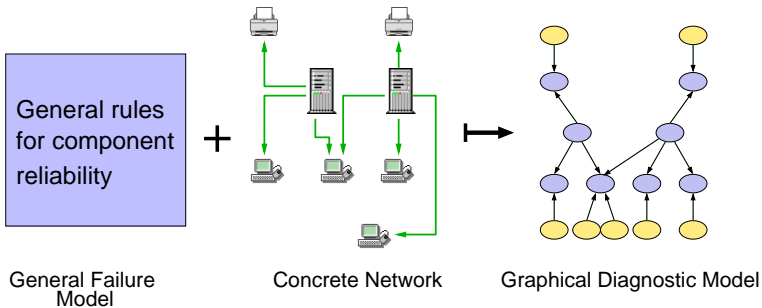 General rules
for component
reliability
+
General Failure
Model
Concrete Network
Graphical Diagnostic Model